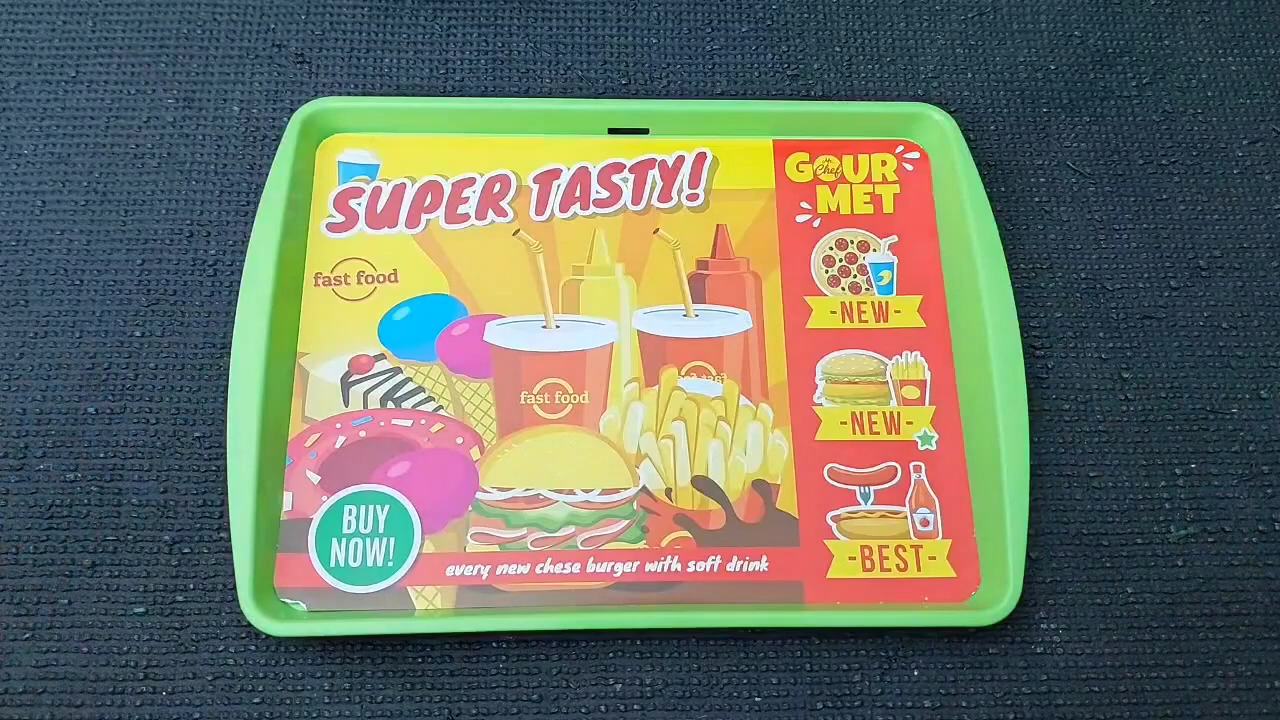 SUPER TASTY!
fast food
fast food
BUY
NOW!
every new chese burger with soft drink
GOUR
Chef
MET
-NEW-
-NEW-
-BEST-